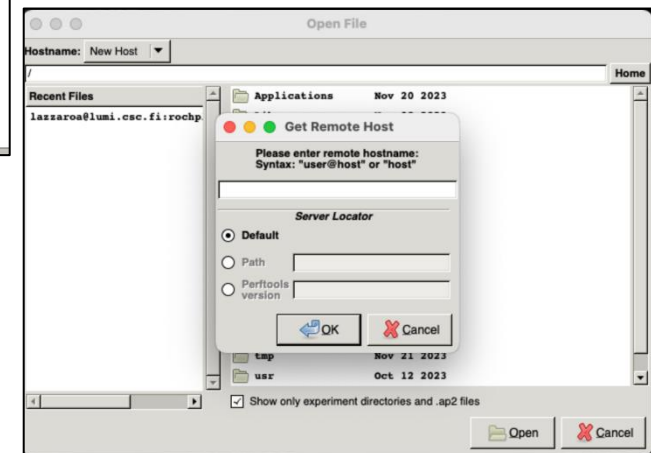 Open File
Hostname: New Host
/
Home
Recent Files
Applications Nov 20 2023
lazzaroa@lumi.csc.fi:rochp
Get Remote Host
Please enter remote hostname:
Syntax: "user@host" or "host"
Server Locator
Default
Path
Perftools
version
OK Cancel
tmp Nov 21 2023
usr Oct 12 2023
Show only experiment directories and .ap2 files
Open Cancel